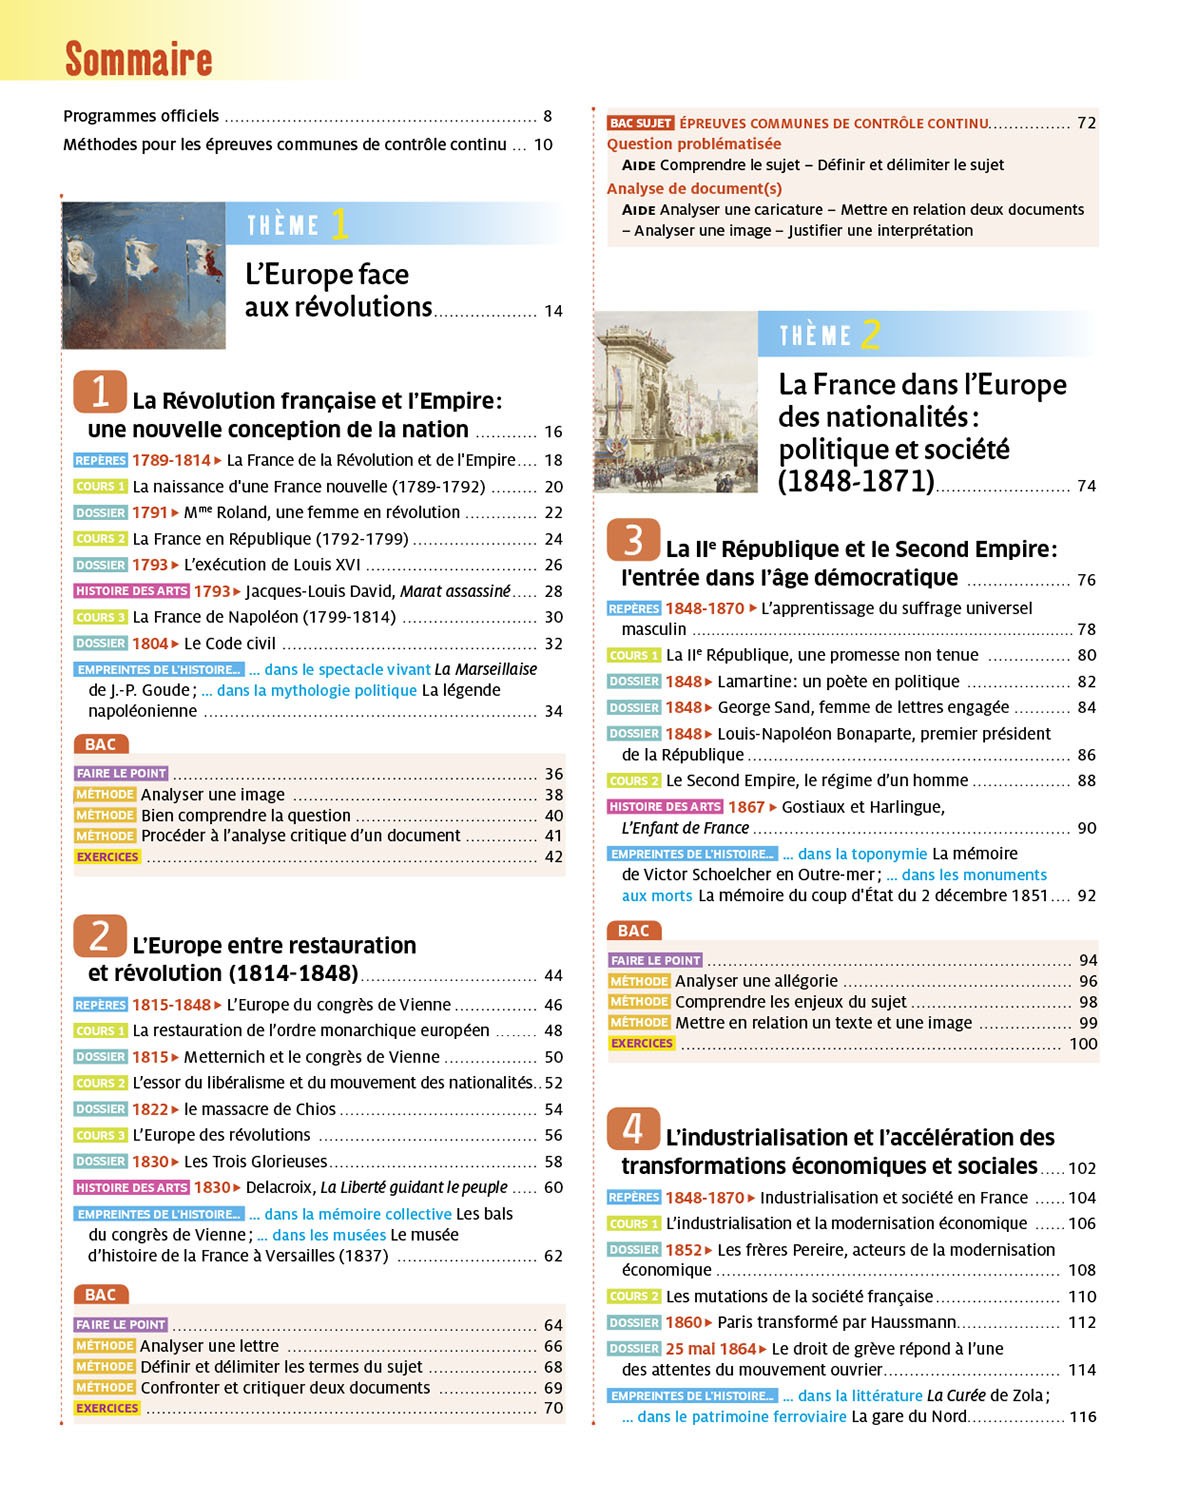 Sommaire
Programmes officiels ........ 8
Méthodes pour les épreuves communes de contrôle continu ... 10
THÈME 1
L'Europe face
aux révolutions ........ 14
1 La Révolution française et l'Empire :
une nouvelle conception de la nation ........ 16
REPÈRES 1789-1814 ▸ La France de la Révolution et de l'Empire .... 18
COURS 1 La naissance d'une France nouvelle (1789-1792) ........ 20
DOSSIER 1791 ▸ Mme Roland, une femme en révolution ........ 22
COURS 2 La France en République (1792-1799) ........ 24
DOSSIER 1793 ▸ L'exécution de Louis XVI ........ 26
HISTOIRE DES ARTS 1793 ▸ Jacques-Louis David, Marat assassiné ..... 28
COURS 3 La France de Napoléon (1799-1814) ........ 30
DOSSIER 1804 ▸ Le Code civil ........ 32
EMPREINTES DE L'HISTOIRE... ... dans le spectacle vivant La Marseillaise
de J.-P. Goude ; ... dans la mythologie politique La légende
napoléonienne ........ 34
BAC
FAIRE LE POINT ........ 36
MÉTHODE Analyser une image ........ 38
MÉTHODE Bien comprendre la question ........ 40
MÉTHODE Procéder à l'analyse critique d'un document ........ 41
EXERCICES ........ 42
2 L'Europe entre restauration
et révolution (1814-1848) ........ 44
REPÈRES 1815-1848 ▸ L'Europe du congrès de Vienne ........ 46
COURS 1 La restauration de l'ordre monarchique européen ........ 48
DOSSIER 1815 ▸ Metternich et le congrès de Vienne ........ 50
COURS 2 L'essor du libéralisme et du mouvement des nationalités .. 52
DOSSIER 1822 ▸ le massacre de Chios ........ 54
COURS 3 L'Europe des révolutions ........ 56
DOSSIER 1830 ▸ Les Trois Glorieuses ........ 58
HISTOIRE DES ARTS 1830 ▸ Delacroix, La Liberté guidant le peuple ..... 60
EMPREINTES DE L'HISTOIRE... ... dans la mémoire collective Les bals
du congrès de Vienne ; ... dans les musées Le musée
d'histoire de la France à Versailles (1837) ........ 62
BAC
FAIRE LE POINT ........ 64
MÉTHODE Analyser une lettre ........ 66
MÉTHODE Définir et délimiter les termes du sujet ........ 68
MÉTHODE Confronter et critiquer deux documents ........ 69
EXERCICES ........ 70
BAC SUJET ÉPREUVES COMMUNES DE CONTRÔLE CONTINU ........ 72
Question problématisée
AIDE Comprendre le sujet – Définir et délimiter le sujet
Analyse de document(s)
AIDE Analyser une caricature – Mettre en relation deux documents
– Analyser une image – Justifier une interprétation
THÈME 2
La France dans l'Europe
des nationalités :
politique et société
(1848-1871) ........ 74
3 La IIe République et le Second Empire :
l'entrée dans l'âge démocratique ........ 76
REPÈRES 1848-1870 ▸ L'apprentissage du suffrage universel
masculin ........ 78
COURS 1 La IIe République, une promesse non tenue ........ 80
DOSSIER 1848 ▸ Lamartine : un poète en politique ........ 82
DOSSIER 1848 ▸ George Sand, femme de lettres engagée ........ 84
DOSSIER 1848 ▸ Louis-Napoléon Bonaparte, premier président
de la République ........ 86
COURS 2 Le Second Empire, le régime d'un homme ........ 88
HISTOIRE DES ARTS 1867 ▸ Gostiaux et Harlingue,
L'Enfant de France ........ 90
EMPREINTES DE L'HISTOIRE... ... dans la toponymie La mémoire
de Victor Schoelcher en Outre-mer ; ... dans les monuments
aux morts La mémoire du coup d'État du 2 décembre 1851 .... 92
BAC
FAIRE LE POINT ........ 94
MÉTHODE Analyser une allégorie ........ 96
MÉTHODE Comprendre les enjeux du sujet ........ 98
MÉTHODE Mettre en relation un texte et une image ........ 99
EXERCICES ........ 100
4 L'industrialisation et l'accélération des
transformations économiques et sociales ..... 102
REPÈRES 1848-1870 ▸ Industrialisation et société en France ...... 104
COURS 1 L'industrialisation et la modernisation économique ...... 106
DOSSIER 1852 ▸ Les frères Pereire, acteurs de la modernisation
économique ........ 108
COURS 2 Les mutations de la société française ........ 110
DOSSIER 1860 ▸ Paris transformé par Haussmann ........ 112
DOSSIER 25 mai 1864 ▸ Le droit de grève répond à l'une
des attentes du mouvement ouvrier ........ 114
EMPREINTES DE L'HISTOIRE... ... dans la littérature La Curée de Zola ;
... dans le patrimoine ferroviaire La gare du Nord ........ 116